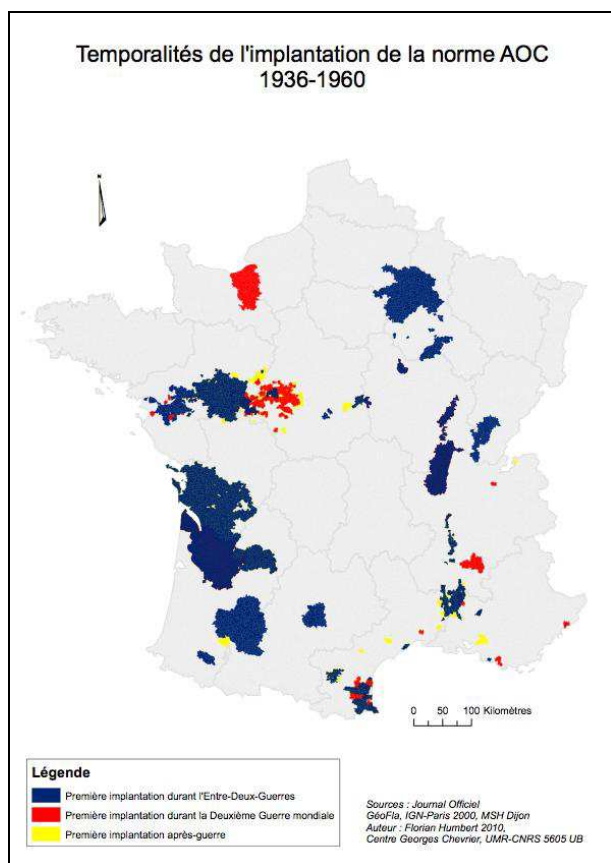 Temporalités de l'implantation de la norme AOC
1936-1960
0 50 100 Kilomètres
Légende
Première implantation durant l'Entre-Deux-Guerres
Première implantation durant la Deuxième Guerre mondiale
Première implantation après-guerre
Sources : Journal Officiel
GéoFla, IGN-Paris 2000, MSH Dijon
Auteur : Florian Humbert 2010,
Centre Georges Chevrier, UMR-CNRS 5605 UB